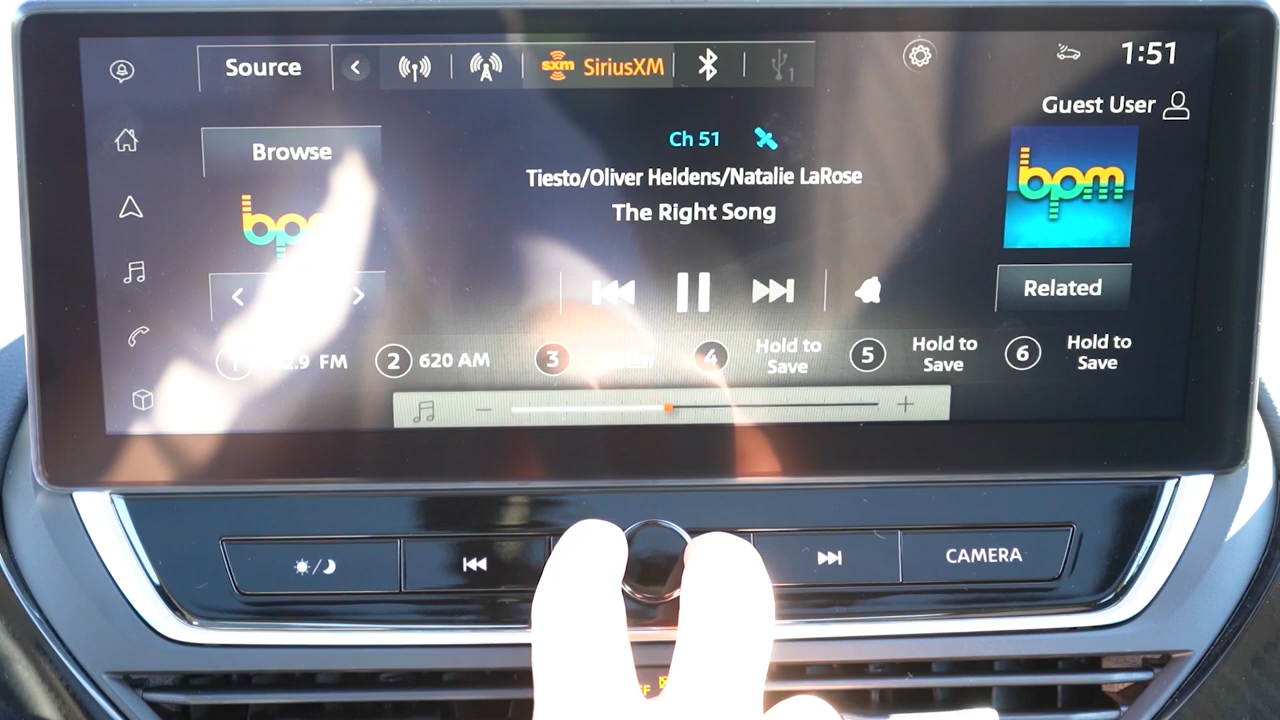 Source
sxm SiriusXM
1
1:51
Guest User
Browse
Ch 51
bpm
Tiesto/Oliver Heldens/Natalie LaRose
The Right Song
Related
1
FM
2 620 AM
3
4 Hold to
Save
5 Hold to
Save
6 Hold to
Save
CAMERA